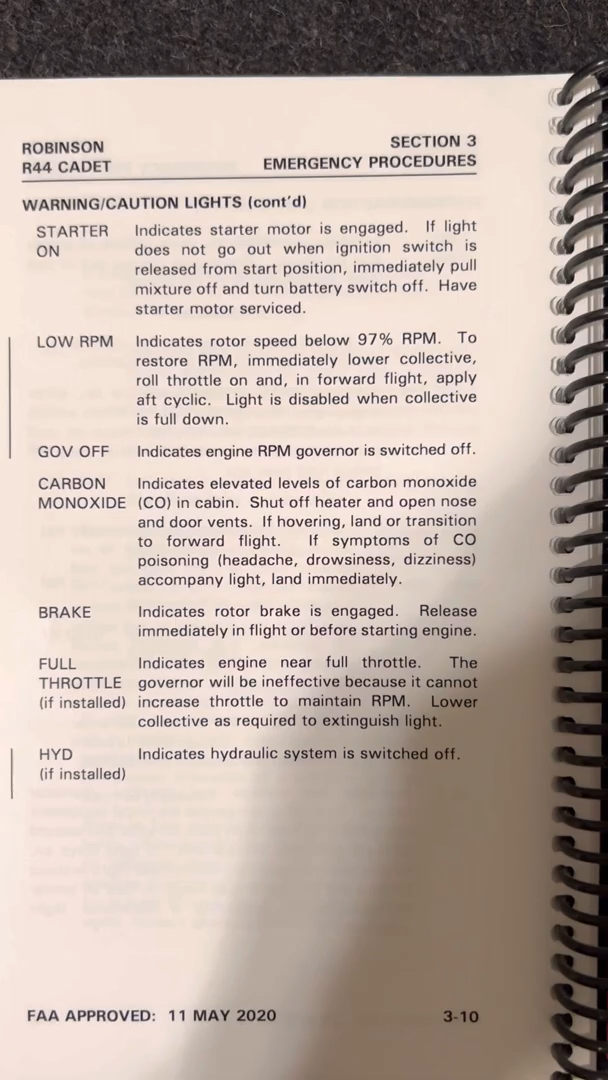 ROBINSON
R44 CADET
SECTION 3
EMERGENCY PROCEDURES
WARNING/CAUTION LIGHTS (cont'd)
STARTER ON
Indicates starter motor is engaged. If light
does not go out when ignition switch is
released from start position, immediately pull
mixture off and turn battery switch off. Have
starter motor serviced.
LOW RPM
Indicates rotor speed below 97% RPM. To
restore RPM, immediately lower collective,
roll throttle on and, in forward flight, apply
aft cyclic. Light is disabled when collective
is full down.
GOV OFF
Indicates engine RPM governor is switched off.
CARBON
MONOXIDE
Indicates elevated levels of carbon monoxide
(CO) in cabin. Shut off heater and open nose
and door vents. If hovering, land or transition
to forward flight. If symptoms of CO
poisoning (headache, drowsiness, dizziness)
accompany light, land immediately.
BRAKE
Indicates rotor brake is engaged. Release
immediately in flight or before starting engine.
FULL
THROTTLE
(if installed)
Indicates engine near full throttle. The
governor will be ineffective because it cannot
increase throttle to maintain RPM. Lower
collective as required to extinguish light.
HYD
(if installed)
Indicates hydraulic system is switched off.
FAA APPROVED: 11 MAY 2020
3-10